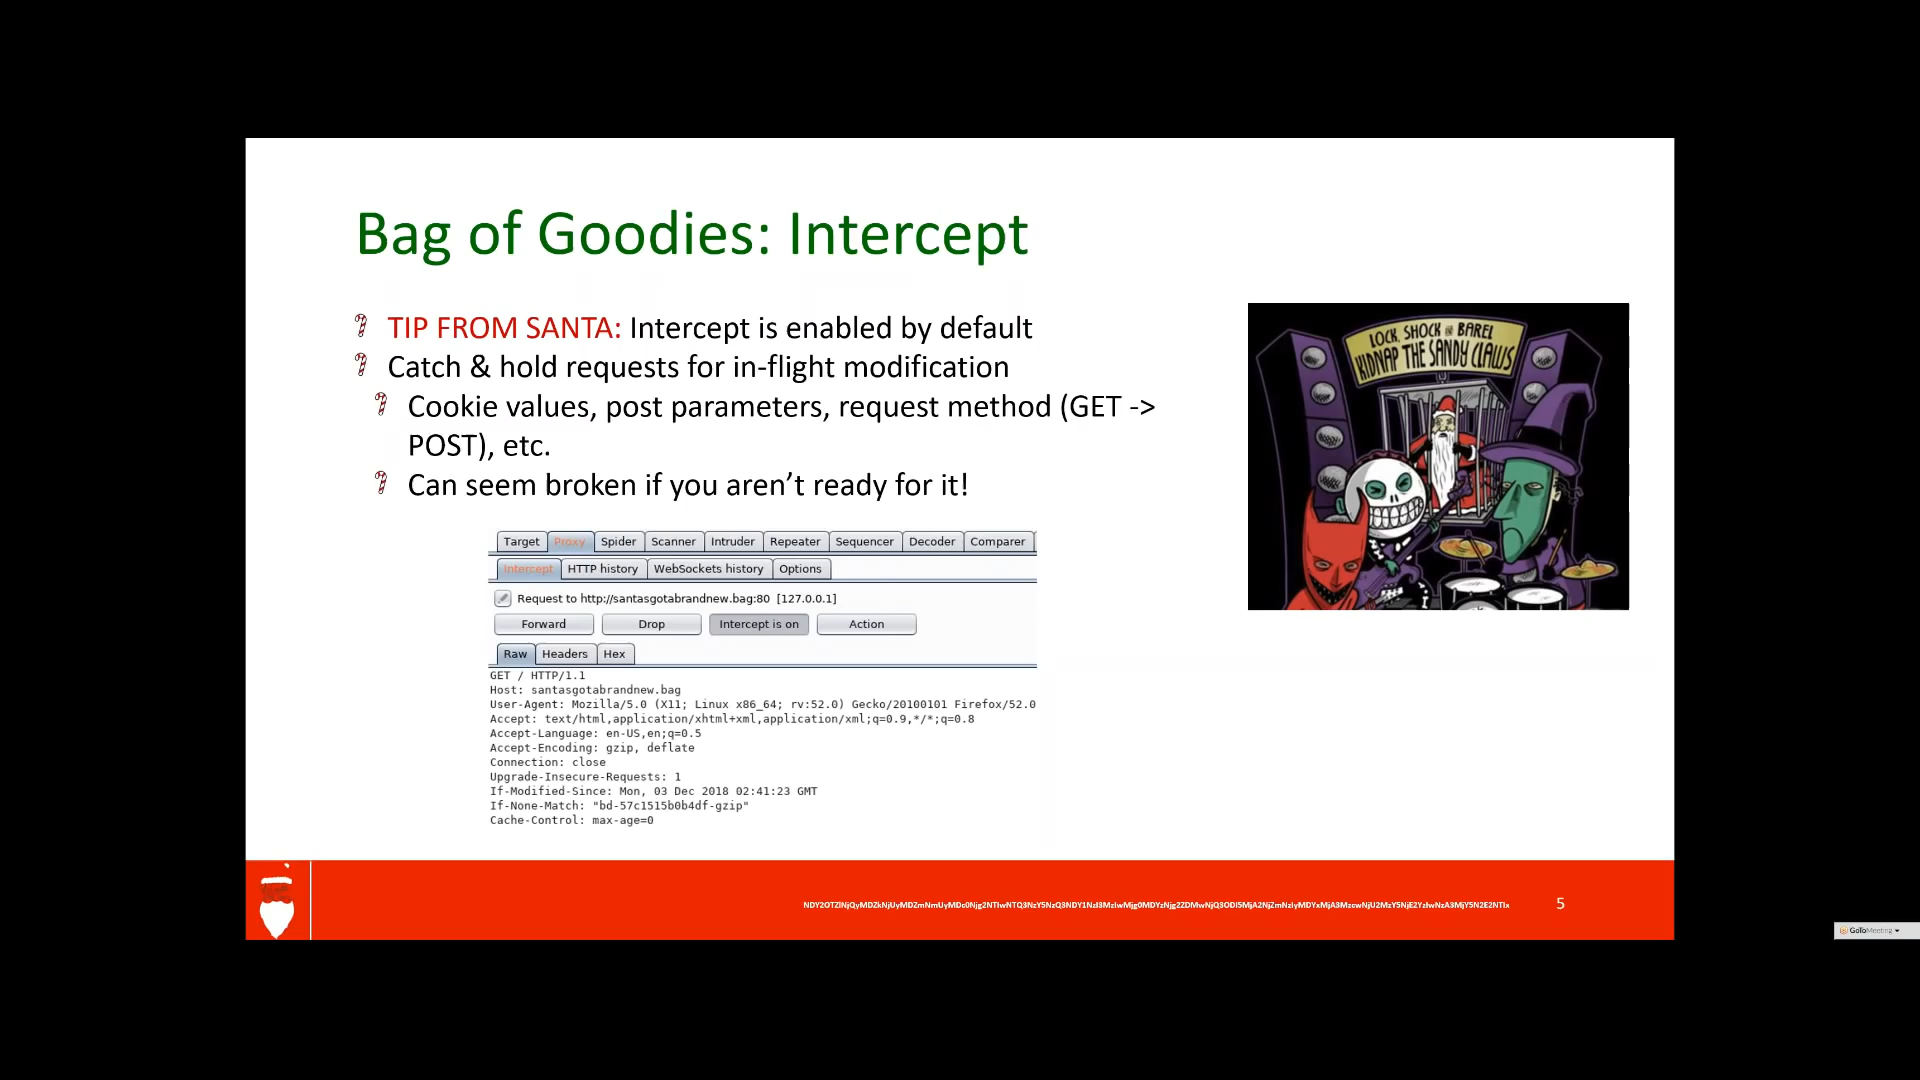 Bag of Goodies: Intercept
TIP FROM SANTA: Intercept is enabled by default
Catch & hold requests for in-flight modification
Cookie values, post parameters, request method (GET ->
POST), etc.
Can seem broken if you aren’t ready for it!
LOCK, SHOCK AND BAREL
KIDNAP THE SANDY CLAWS
Target Proxy Spider Scanner Intruder Repeater Sequencer Decoder Comparer
Intercept HTTP history WebSockets history Options
Request to http://santasgotabrandnew.bag:80 [127.0.0.1]
Forward Drop Intercept is on Action
Raw Headers Hex
GET / HTTP/1.1
Host: santasgotabrandnew.bag
User-Agent: Mozilla/5.0 (X11; Linux x86_64; rv:52.0) Gecko/20100101 Firefox/52.0
Accept: text/html,application/xhtml+xml,application/xml;q=0.9,*/*;q=0.8
Accept-Language: en-US,en;q=0.5
Accept-Encoding: gzip, deflate
Connection: close
Upgrade-Insecure-Requests: 1
If-Modified-Since: Mon, 03 Dec 2018 02:41:23 GMT
If-None-Match: "bd-57c1515b0b4df-gzip"
Cache-Control: max-age=0
5
GoToMeeting